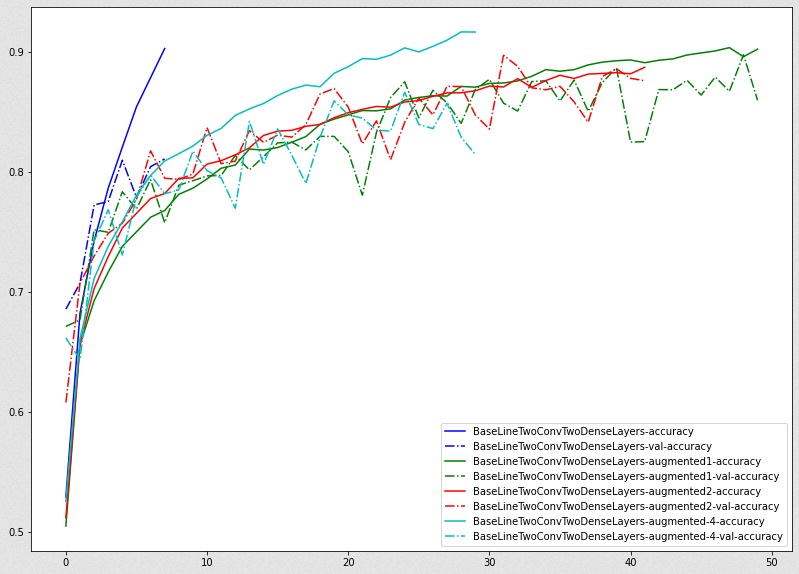 0.9
0.8
0.7
0.6
0.5
0
10
20
30
40
50
BaseLineTwoConvTwoDenseLayers-accuracy
BaseLineTwoConvTwoDenseLayers-val-accuracy
BaseLineTwoConvTwoDenseLayers-augmented1-accuracy
BaseLineTwoConvTwoDenseLayers-augmented1-val-accuracy
BaseLineTwoConvTwoDenseLayers-augmented2-accuracy
BaseLineTwoConvTwoDenseLayers-augmented2-val-accuracy
BaseLineTwoConvTwoDenseLayers-augmented-4-accuracy
BaseLineTwoConvTwoDenseLayers-augmented-4-val-accuracy